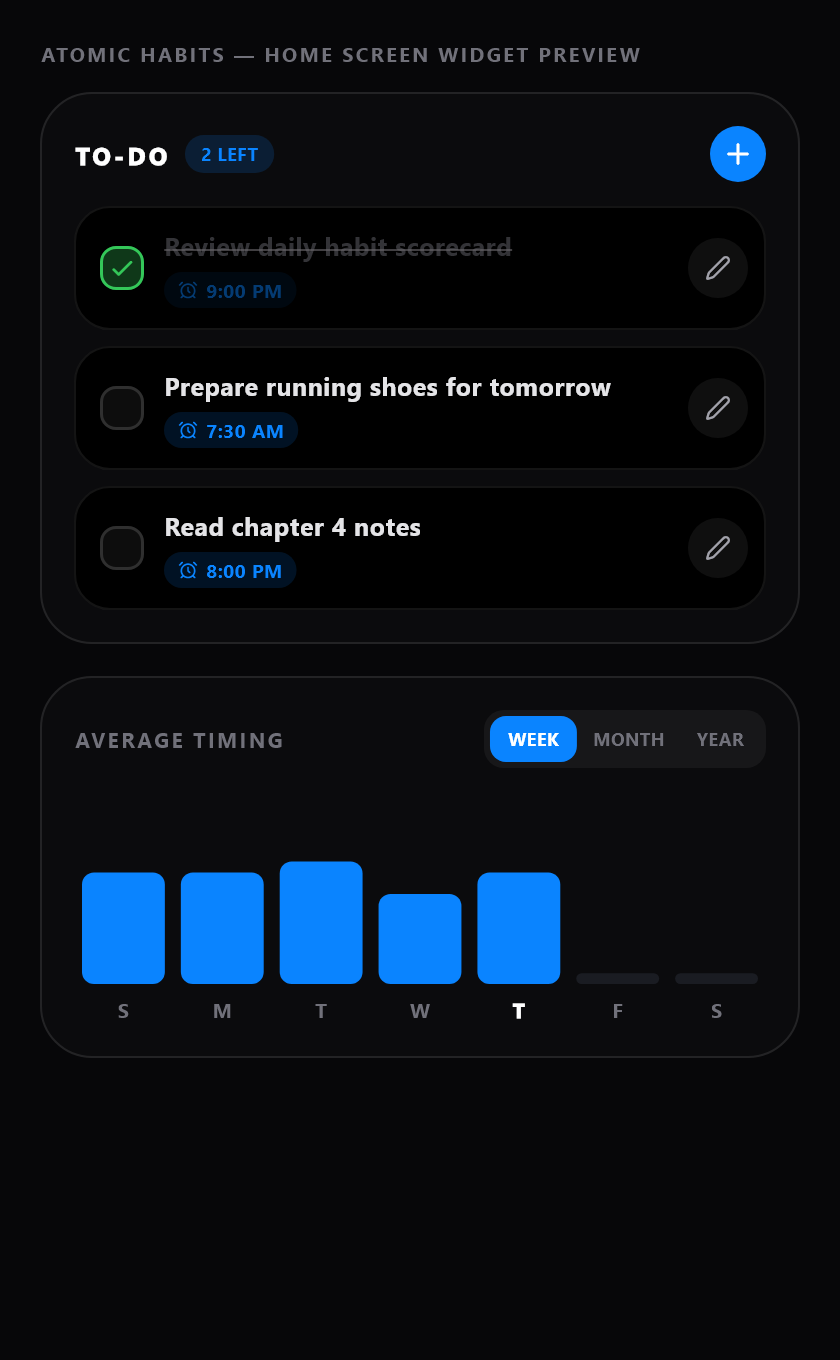 ATOMIC HABITS — HOME SCREEN WIDGET PREVIEW
TO-DO 2 LEFT
Review daily habit scorecard
9:00 PM
Prepare running shoes for tomorrow
7:30 AM
Read chapter 4 notes
8:00 PM
AVERAGE TIMING WEEK MONTH YEAR
S M T W T F S